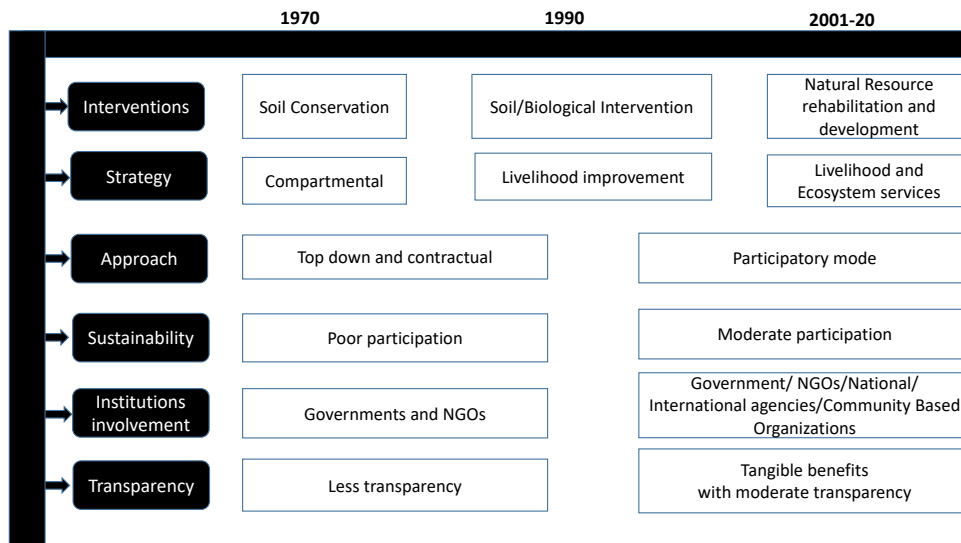 1970 1990 2001-20
Interventions
Soil Conservation
Soil/Biological Intervention
Natural Resource
rehabilitation and
development
Strategy
Compartmental
Livelihood improvement
Livelihood and
Ecosystem services
Approach
Top down and contractual
Participatory mode
Sustainability
Poor participation
Moderate participation
Institutions
involvement
Governments and NGOs
Government/ NGOs/National/
International agencies/Community Based
Organizations
Transparency
Less transparency
Tangible benefits
with moderate transparency